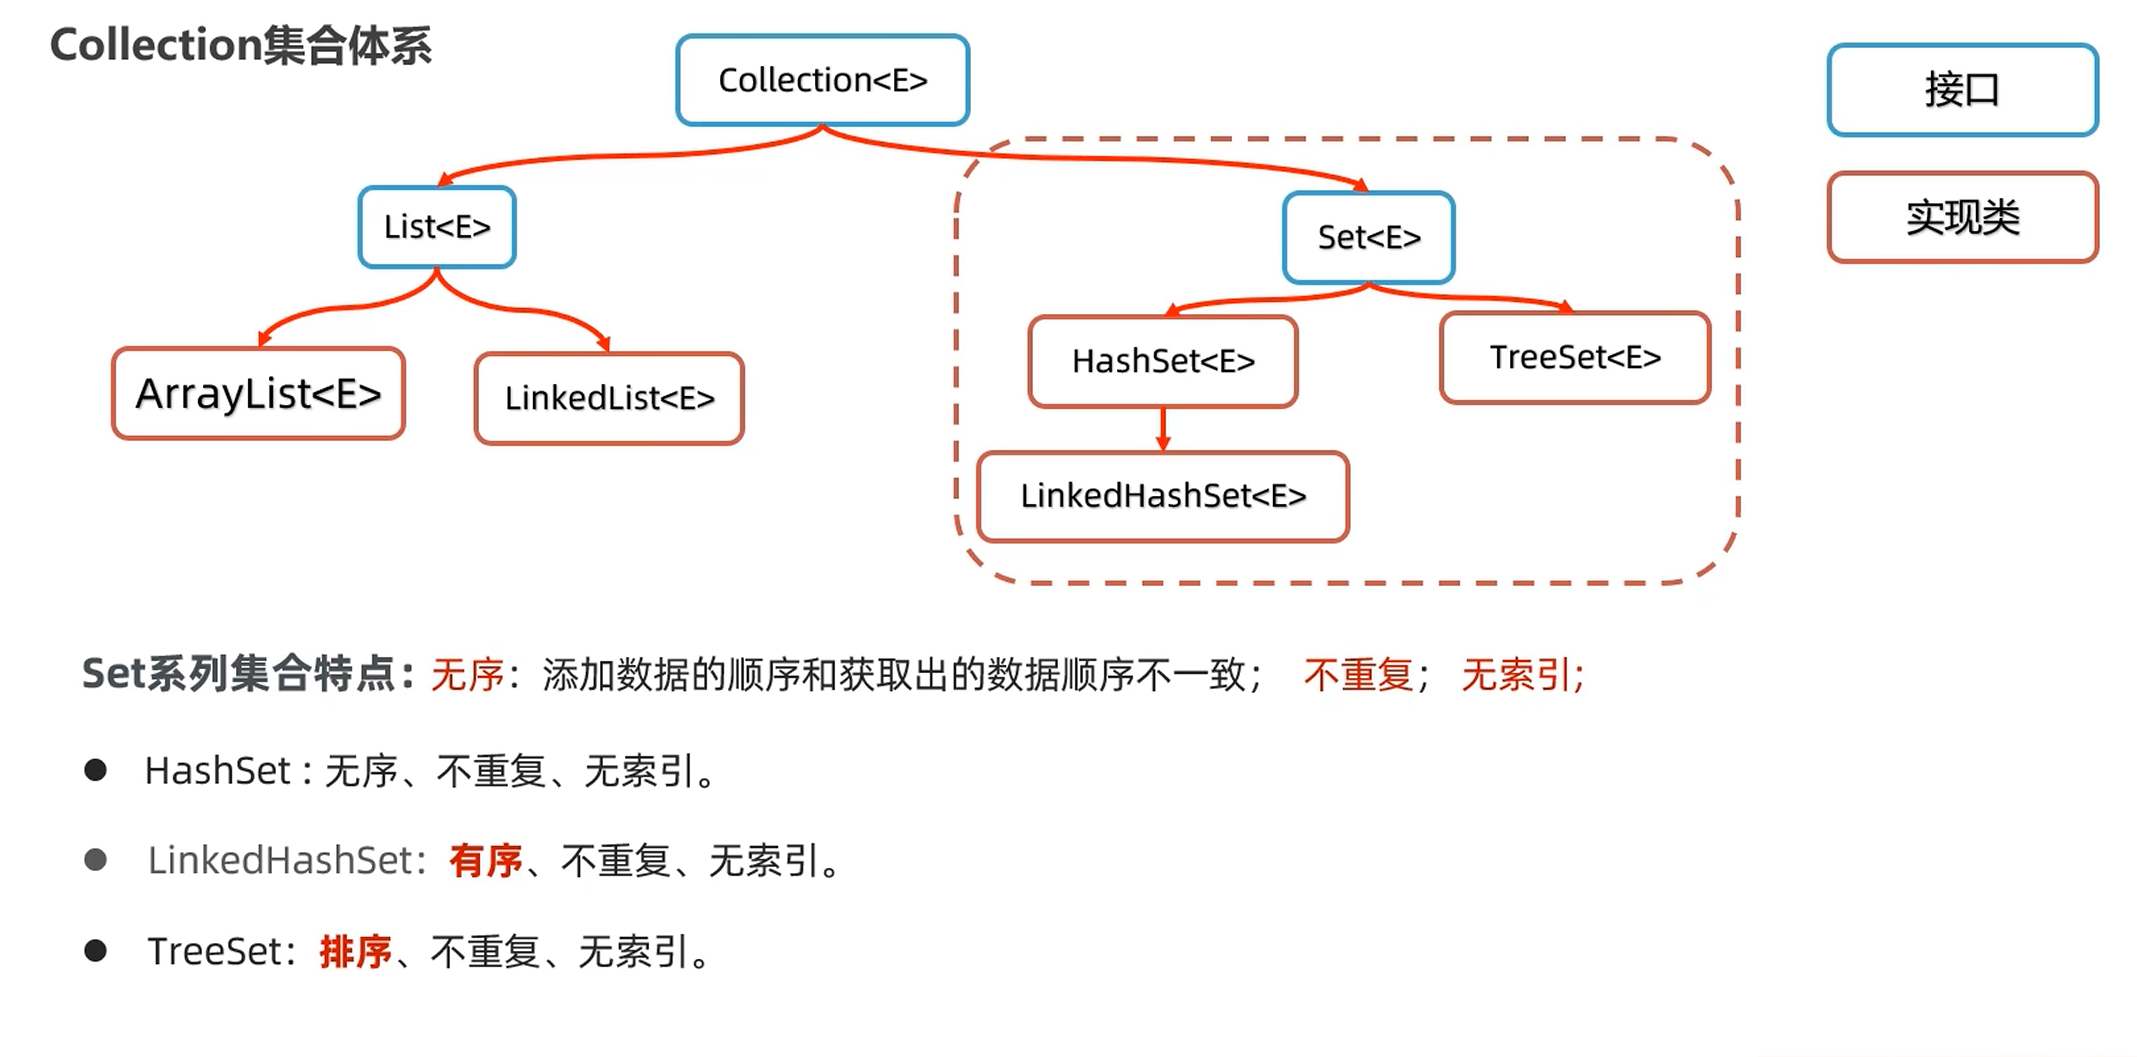 Collection集合体系
Collection<E>
接口
实现类
List<E>
Set<E>
ArrayList<E>
LinkedList<E>
HashSet<E>
TreeSet<E>
LinkedHashSet<E>
Set系列集合特点：无序：添加数据的顺序和获取出的数据顺序不一致； 不重复； 无索引;
● HashSet : 无序、不重复、无索引。
● LinkedHashSet：有序、不重复、无索引。
● TreeSet：排序、不重复、无索引。